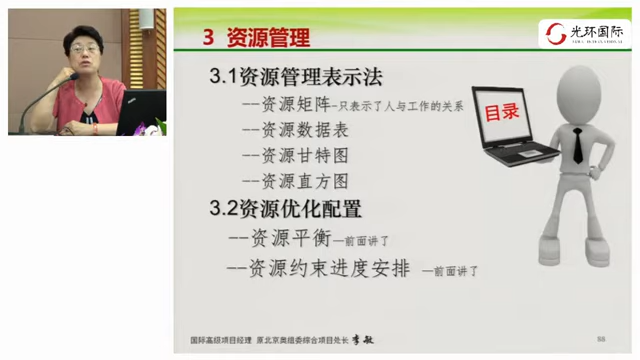 3 资源管理
光环国际
3.1资源管理表示法
--资源矩阵--只表示了人与工作的关系
--资源数据表
--资源甘特图
--资源直方图
目录
3.2资源优化配置
--资源平衡--前面讲了
--资源约束进度安排 --前面讲了
国际高级项目经理 原北京奥组委综合项目处长 李敏
55